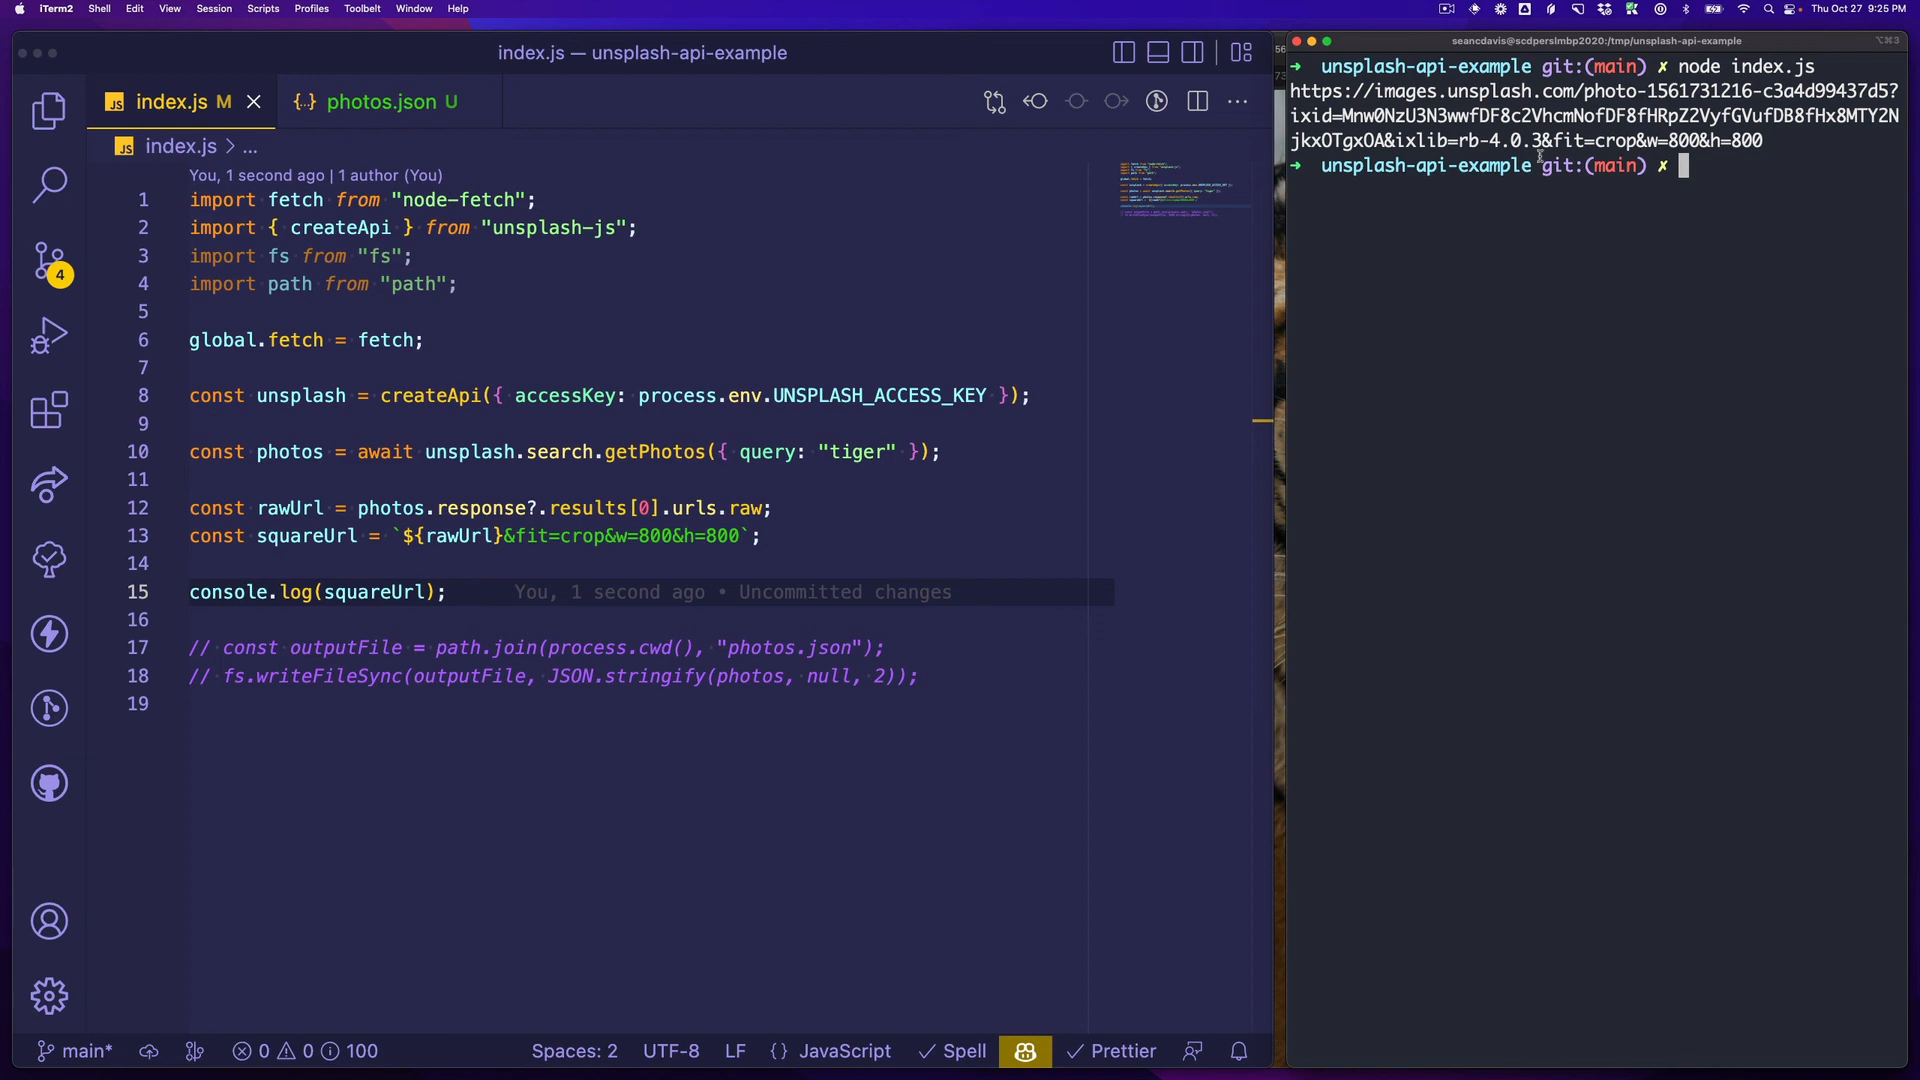 iTerm2 Shell Edit View Session Scripts Profiles Toolbelt Window Help
Thu Oct 27 9:25 PM
index.js — unsplash-api-example
index.js M
{..} photos.json U
index.js > ...
You, 1 second ago | 1 author (You)
1 import fetch from "node-fetch";
2 import { createApi } from "unsplash-js";
3 import fs from "fs";
4 import path from "path";
5
6 global.fetch = fetch;
7
8 const unsplash = createApi({ accessKey: process.env.UNSPLASH_ACCESS_KEY });
9
10 const photos = await unsplash.search.getPhotos({ query: "tiger" });
11
12 const rawUrl = photos.response?.results[0].urls.raw;
13 const squareUrl = `${rawUrl}&fit=crop&w=800&h=800`;
14
15 console.log(squareUrl); You, 1 second ago • Uncommitted changes
16
17 // const outputFile = path.join(process.cwd(), "photos.json");
18 // fs.writeFileSync(outputFile, JSON.stringify(photos, null, 2));
19
4
main* 0 0 100 Spaces: 2 UTF-8 LF {} JavaScript ✓ Spell ✓ Prettier
seancdavis@scdperslmbp2020:/tmp/unsplash-api-example
⌥⌘3
➜ unsplash-api-example git:(main) ✗ node index.js
https://images.unsplash.com/photo-1561731216-c3a4d99437d5?
ixid=Mnw0NzU3N3wwfDF8c2VhcmNofDF8fHRpZ2VyfGVufDB8fHx8MTY2N
jkxOTgxOA&ixlib=rb-4.0.3&fit=crop&w=800&h=800
➜ unsplash-api-example git:(main) ✗